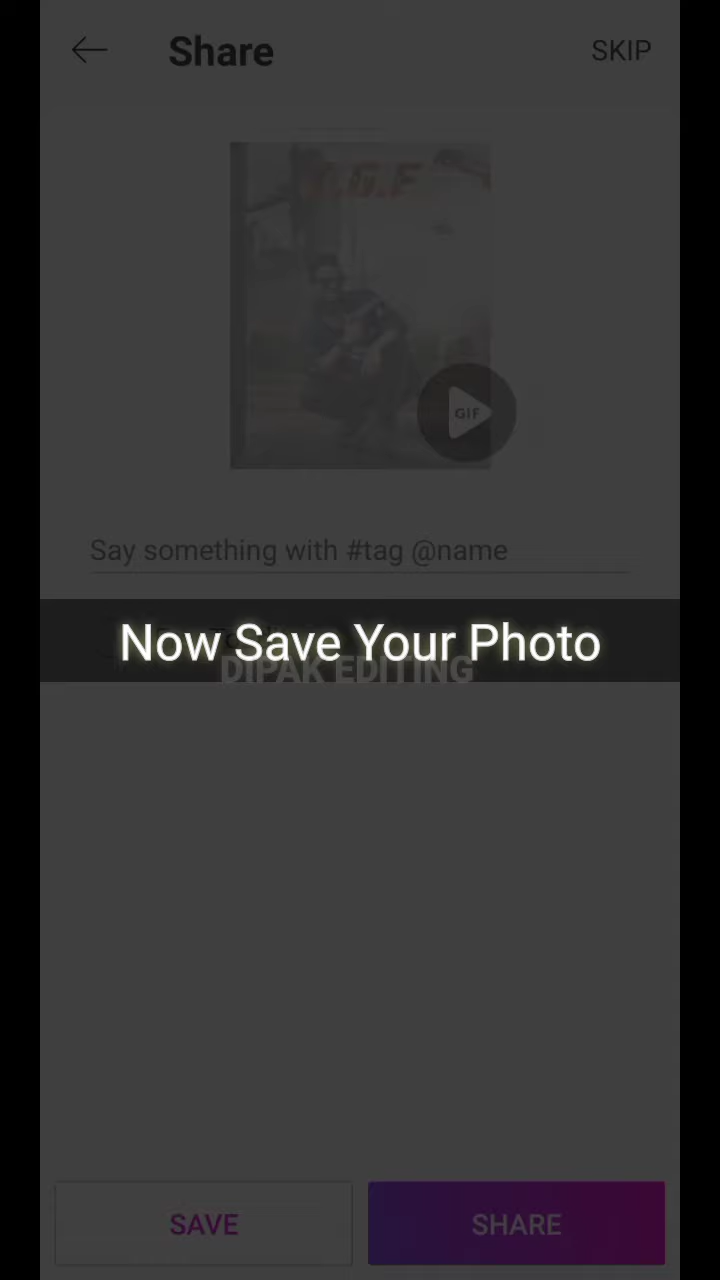 Share
SKIP
K.G.F
GIF
Say something with #tag @name
Now Save Your Photo
DIPAK EDITING
SAVE
SHARE